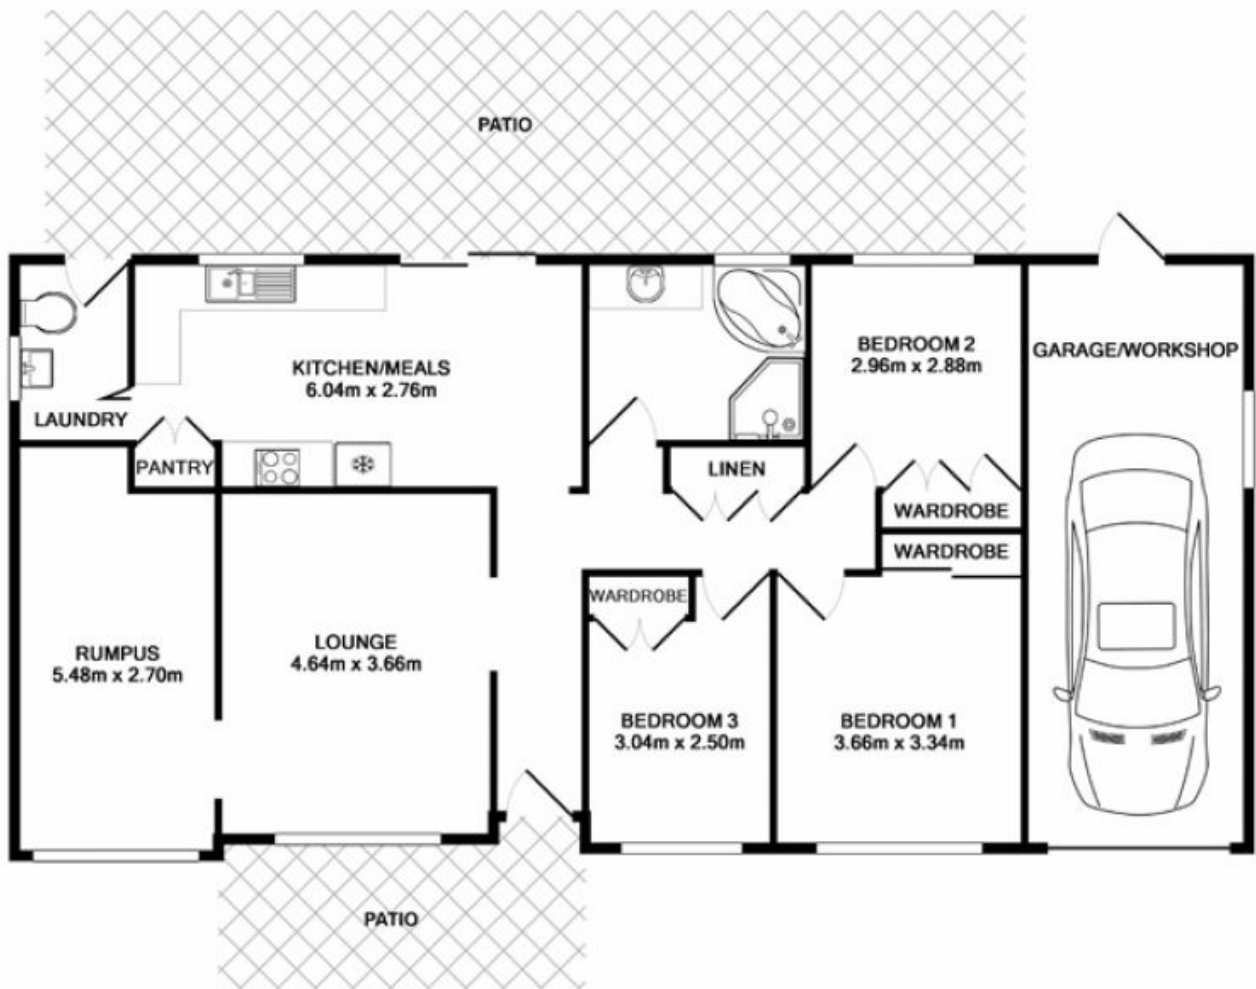 PATIO
KITCHEN/MEALS
6.04m x 2.76m
BEDROOM 2
2.96m x 2.88m
GARAGE/WORKSHOP
LAUNDRY
PANTRY
LINEN
WARDROBE
WARDROBE
WARDROBE
RUMPUS
5.48m x 2.70m
LOUNGE
4.64m x 3.66m
BEDROOM 3
3.04m x 2.50m
BEDROOM 1
3.66m x 3.34m
PATIO